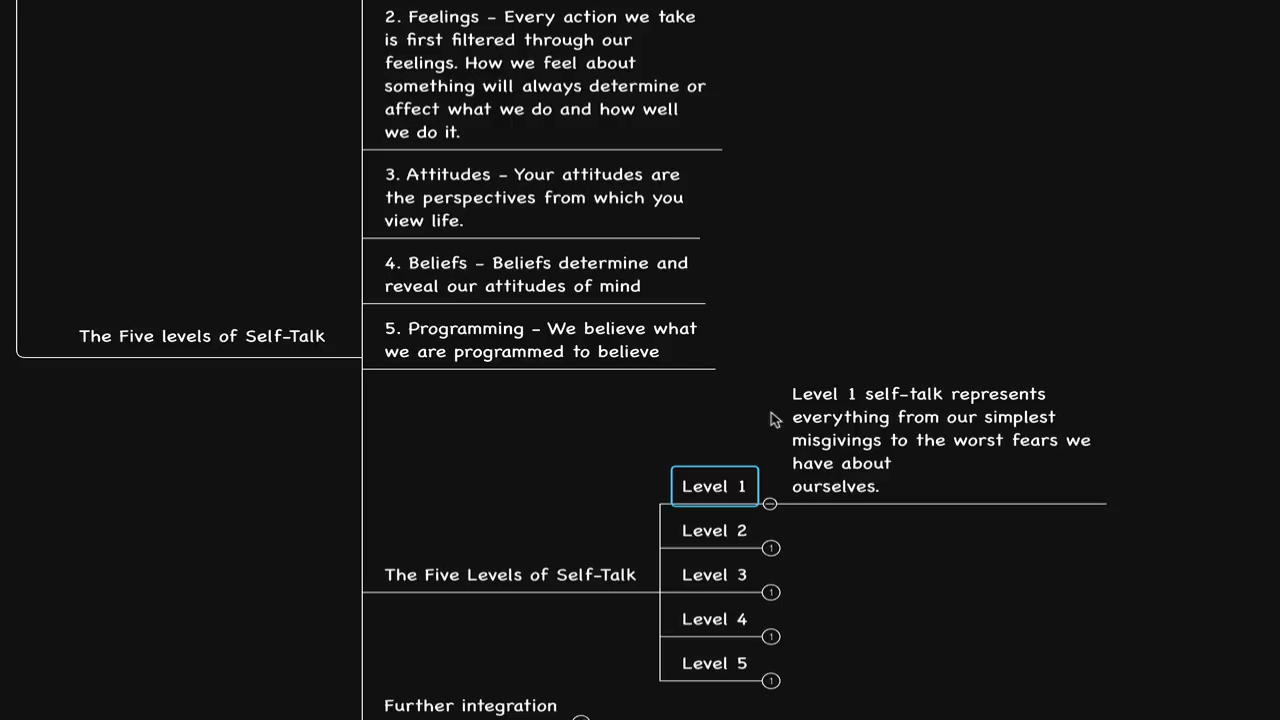 2. Feelings - Every action we take
is first filtered through our
feelings. How we feel about
something will always determine or
affect what we do and how well
we do it.
3. Attitudes - Your attitudes are
the perspectives from which you
view life.
4. Beliefs - Beliefs determine and
reveal our attitudes of mind
The Five levels of Self-Talk
5. Programming - We believe what
we are programmed to believe
Level 1 self-talk represents
everything from our simplest
misgivings to the worst fears we
have about
ourselves.
Level 1
Level 2
1
The Five Levels of Self-Talk
Level 3
1
Level 4
1
Level 5
1
Further integration